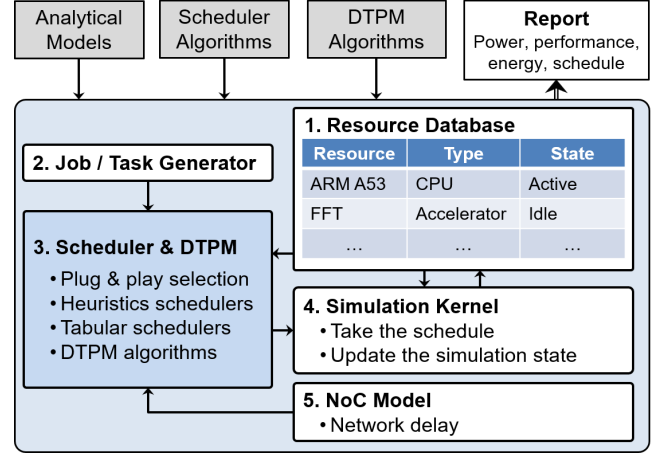 Analytical
Models
Scheduler
Algorithms
DTPM
Algorithms
Report
Power, performance,
energy, schedule
1. Resource Database
Resource Type State
ARM A53 CPU Active
FFT Accelerator Idle
… … …
2. Job / Task Generator
3. Scheduler & DTPM
• Plug & play selection
• Heuristics schedulers
• Tabular schedulers
• DTPM algorithms
4. Simulation Kernel
• Take the schedule
• Update the simulation state
5. NoC Model
• Network delay